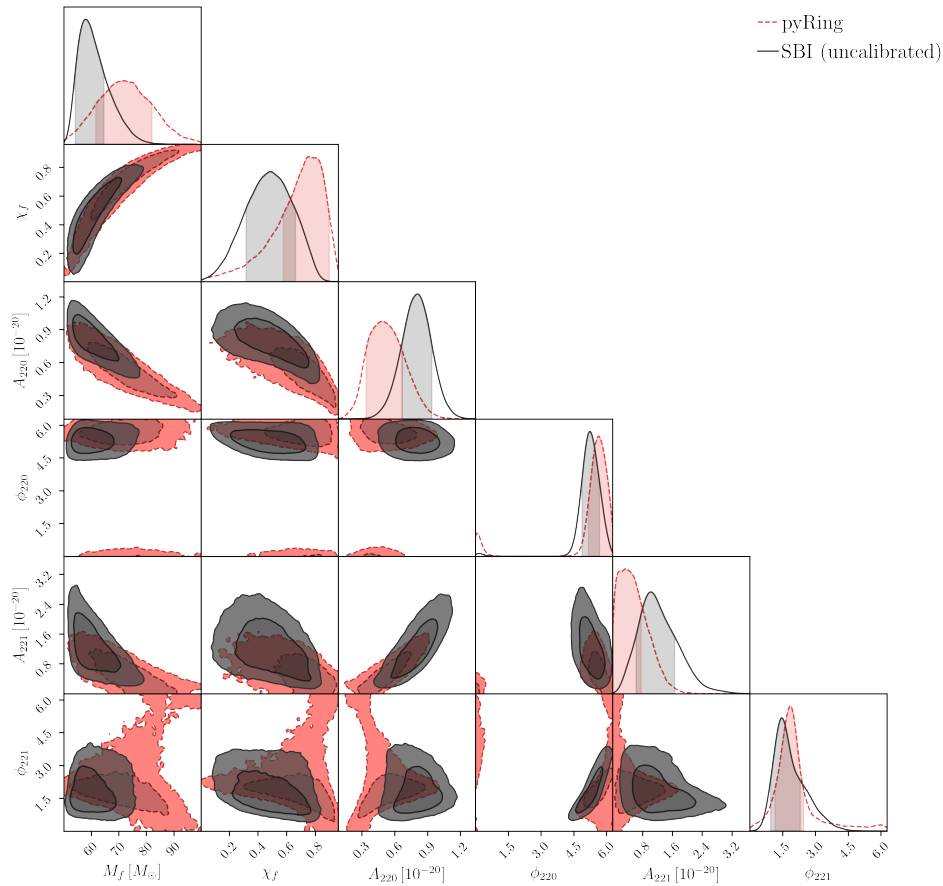 pyRing
SBI (uncalibrated)
χ_f
0.8
0.6
0.4
0.2
A_220 [10^−20]
1.2
0.9
0.6
0.3
ϕ_220
6.0
4.5
3.0
1.5
A_221 [10^−20]
3.2
2.4
1.6
0.8
ϕ_221
6.0
4.5
3.0
1.5
60 70 80 90
0.2 0.4 0.6 0.8
0.3 0.6 0.9 1.2
1.5 3.0 4.5 6.0
0.8 1.6 2.4 3.2
1.5 3.0 4.5 6.0
M_f [M_⊙] χ_f A_220 [10^−20] ϕ_220 A_221 [10^−20] ϕ_221